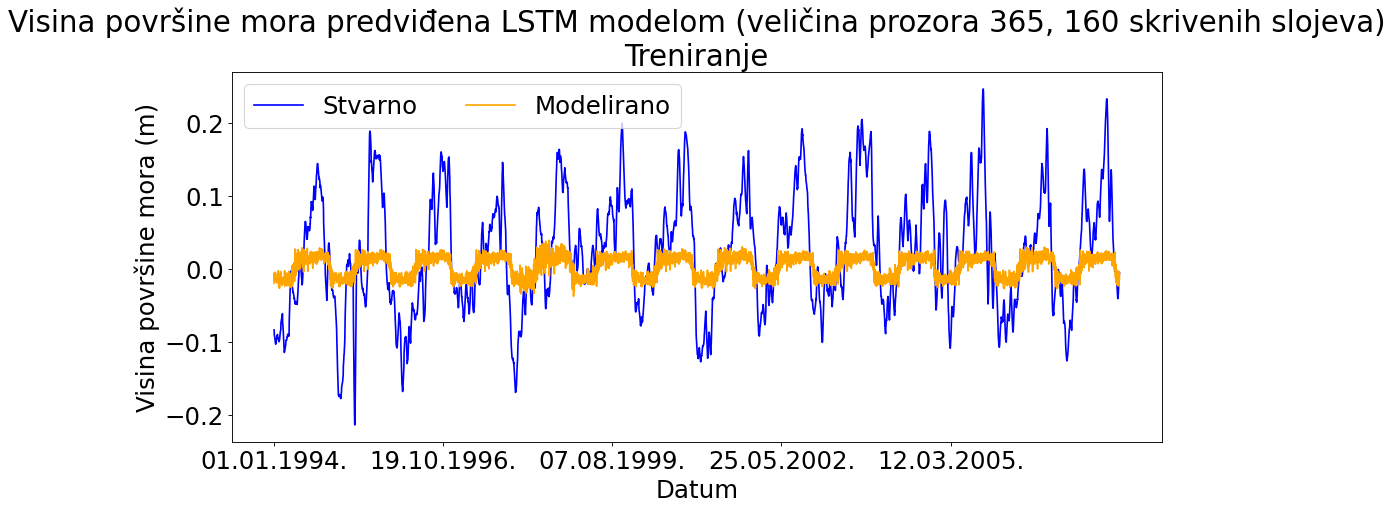 Visina površine mora predviđena LSTM modelom (veličina prozora 365, 160 skrivenih slojeva)
Treniranje
Stvarno Modelirano
Visina površine mora (m)
0.2
0.1
0.0
−0.1
−0.2
01.01.1994. 19.10.1996. 07.08.1999. 25.05.2002. 12.03.2005.
Datum